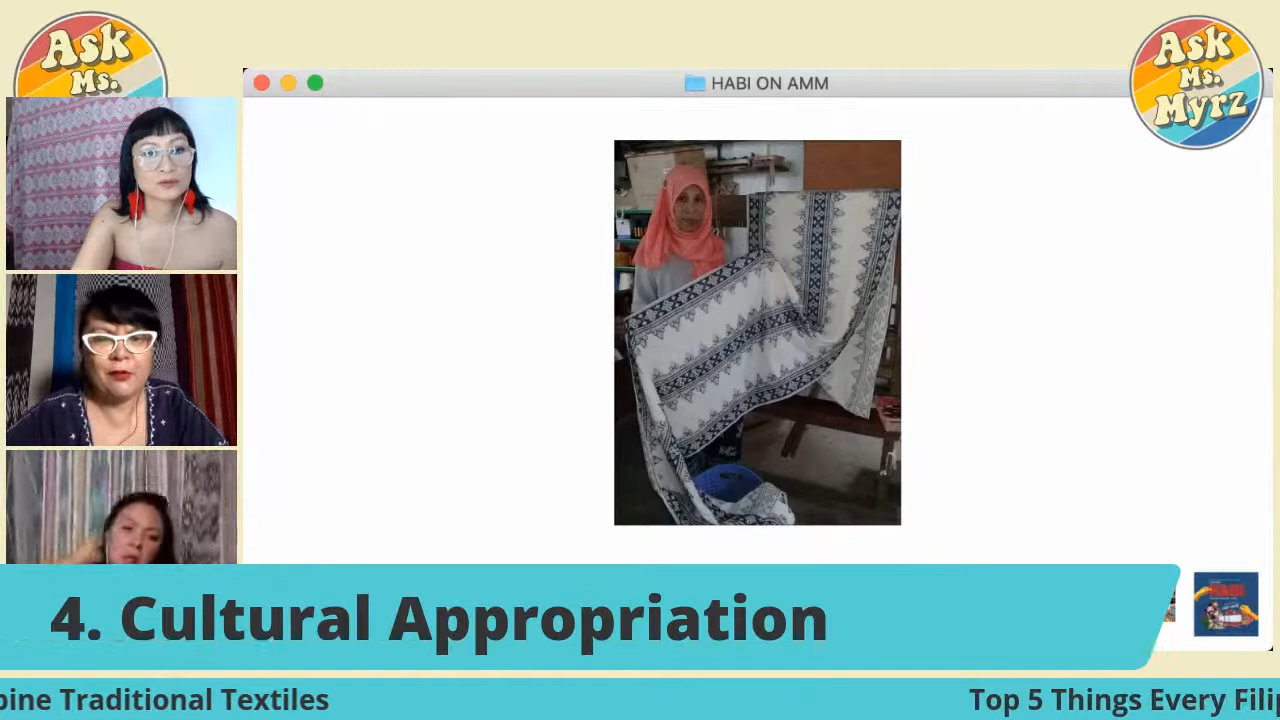 Ask
Ms.
HABI ON AMM
Ask
Ms.
Myrz
HABI
4. Cultural Appropriation
pine Traditional Textiles
Top 5 Things Every Filip